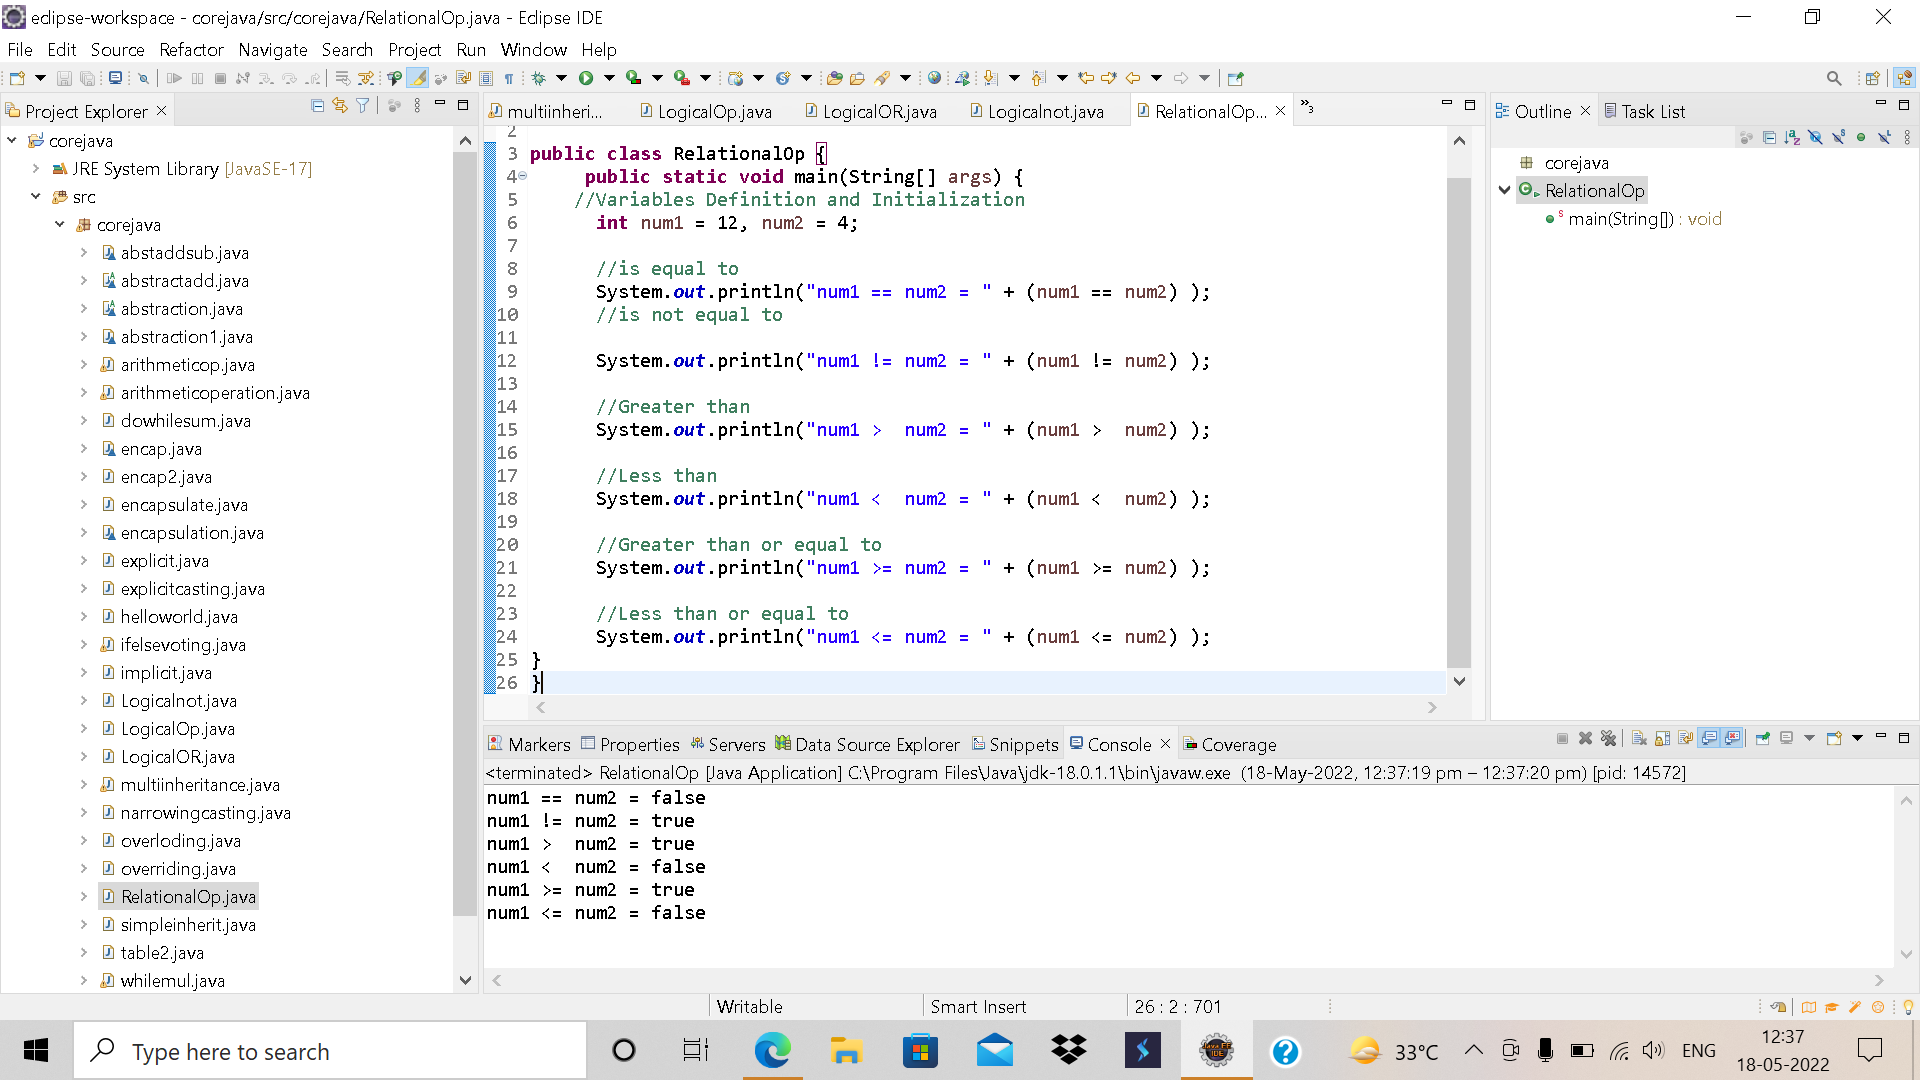 eclipse-workspace - corejava/src/corejava/RelationalOp.java - Eclipse IDE
File Edit Source Refactor Navigate Search Project Run Window Help
Project Explorer
corejava
JRE System Library [JavaSE-17]
src
corejava
abstaddsub.java
abstractadd.java
abstraction.java
abstraction1.java
arithmeticop.java
arithmeticoperation.java
dowhilesum.java
encap.java
encap2.java
encapsulate.java
encapsulation.java
explicit.java
explicitcasting.java
helloworld.java
ifelsevoting.java
implicit.java
Logicalnot.java
LogicalOp.java
LogicalOR.java
multiinheritance.java
narrowingcasting.java
overloding.java
overriding.java
RelationalOp.java
simpleinherit.java
table2.java
whilemul.java
multiinheri... LogicalOp.java LogicalOR.java Logicalnot.java RelationalOp... »3
2
3 public class RelationalOp {
4 public static void main(String[] args) {
5 //Variables Definition and Initialization
6 int num1 = 12, num2 = 4;
7
8 //is equal to
9 System.out.println("num1 == num2 = " + (num1 == num2) );
10 //is not equal to
11
12 System.out.println("num1 != num2 = " + (num1 != num2) );
13
14 //Greater than
15 System.out.println("num1 >  num2 = " + (num1 >  num2) );
16
17 //Less than
18 System.out.println("num1 <  num2 = " + (num1 <  num2) );
19
20 //Greater than or equal to
21 System.out.println("num1 >= num2 = " + (num1 >= num2) );
22
23 //Less than or equal to
24 System.out.println("num1 <= num2 = " + (num1 <= num2) );
25 }
26 }
Outline Task List
corejava
RelationalOp
main(String[]) : void
Markers Properties Servers Data Source Explorer Snippets Console Coverage
<terminated> RelationalOp [Java Application] C:\Program Files\Java\jdk-18.0.1.1\bin\javaw.exe (18-May-2022, 12:37:19 pm – 12:37:20 pm) [pid: 14572]
num1 == num2 = false
num1 != num2 = true
num1 >  num2 = true
num1 <  num2 = false
num1 >= num2 = true
num1 <= num2 = false
Writable Smart Insert 26 : 2 : 701
Type here to search
33°C ENG
12:37
18-05-2022